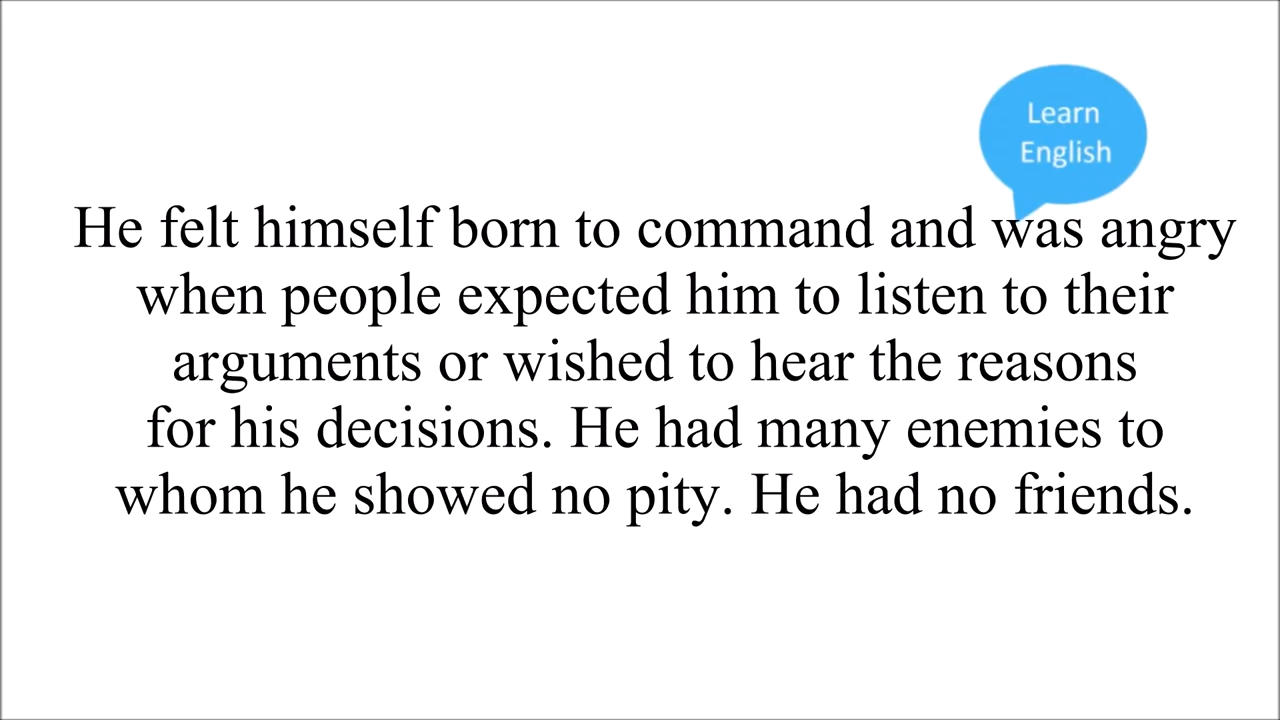 Learn
English
He felt himself born to command and was angry
when people expected him to listen to their
arguments or wished to hear the reasons
for his decisions. He had many enemies to
whom he showed no pity. He had no friends.